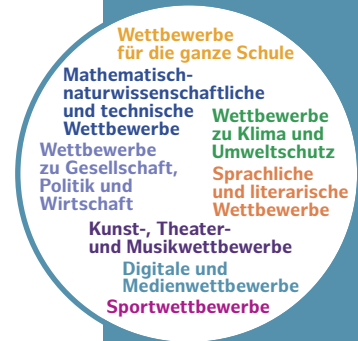 Wettbewerbe
für die ganze Schule
Mathematisch-
naturwissenschaftliche
und technische
Wettbewerbe
Wettbewerbe
zu Klima und
Umweltschutz
Wettbewerbe
zu Gesellschaft,
Politik und
Wirtschaft
Sprachliche
und literarische
Wettbewerbe
Kunst-, Theater-
und Musikwettbewerbe
Digitale und
Medienwettbewerbe
Sportwettbewerbe